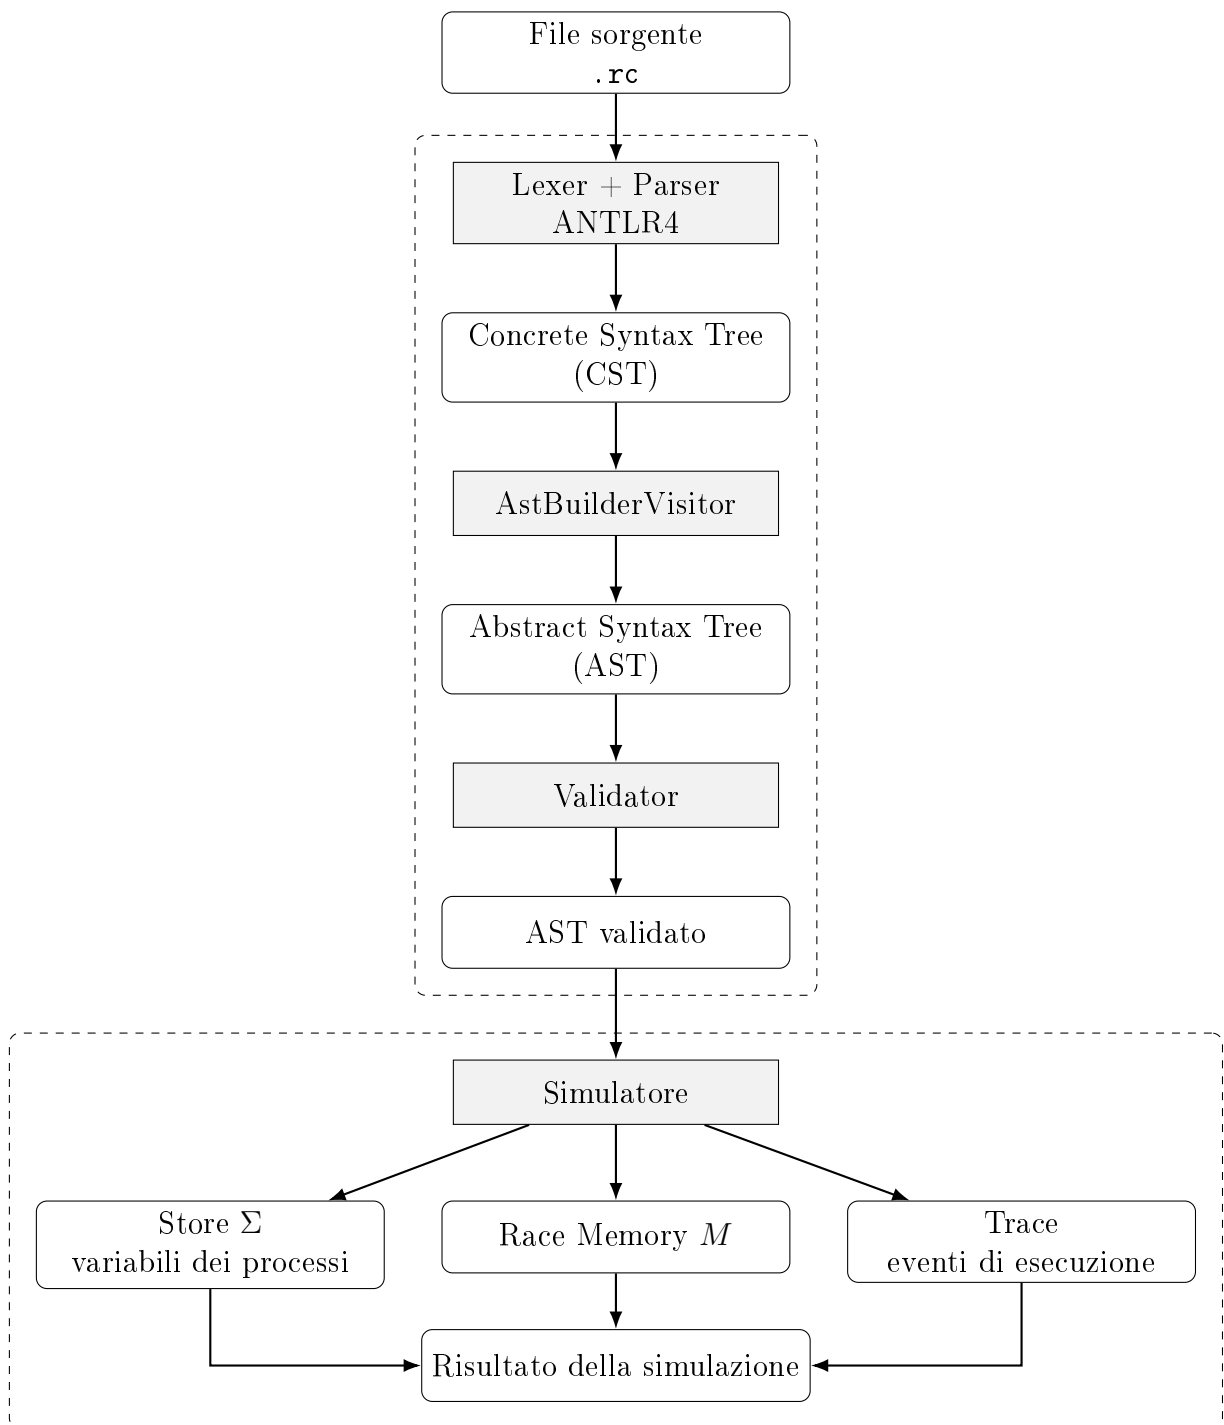 File sorgente
.rc
Lexer + Parser
ANTLR4
Concrete Syntax Tree
(CST)
AstBuilderVisitor
Abstract Syntax Tree
(AST)
Validator
AST validato
Simulatore
Store Σ
variabili dei processi
Race Memory M
Trace
eventi di esecuzione
Risultato della simulazione